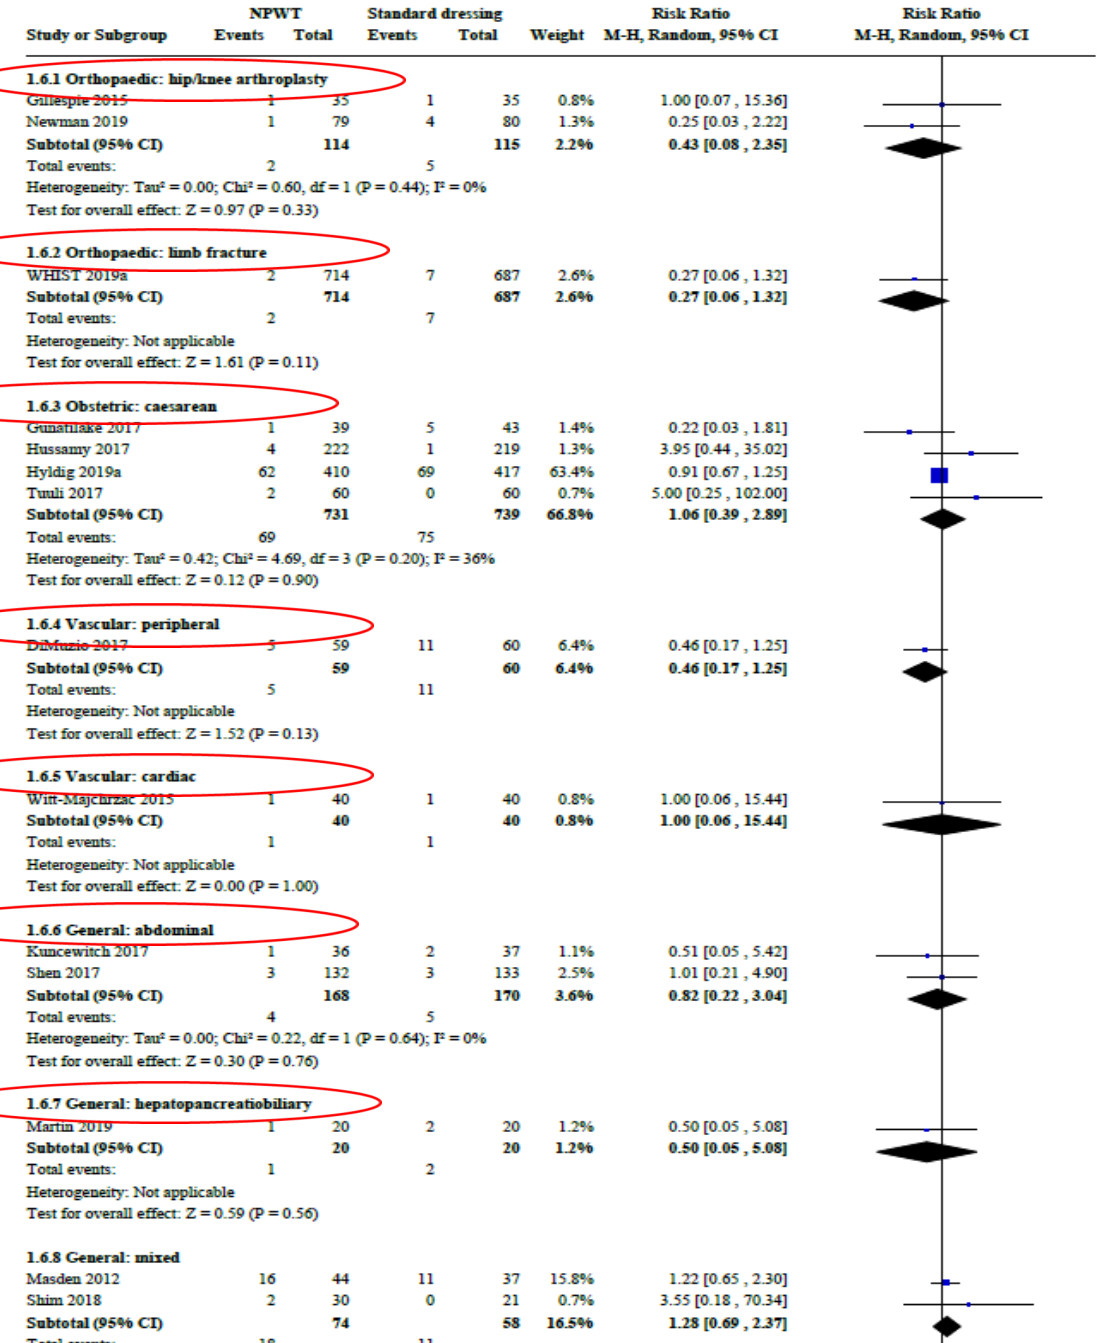 NPWT Standard dressing Risk Ratio Risk Ratio
Study or Subgroup Events Total Events Total Weight M-H, Random, 95% CI M-H, Random, 95% CI
1.6.1 Orthopaedic: hip/knee arthroplasty
Gillespie 2015 1 35 1 35 0.8% 1.00 [0.07 , 15.36]
Newman 2019 1 79 4 80 1.3% 0.25 [0.03 , 2.22]
Subtotal (95% CI) 114 115 2.2% 0.43 [0.08 , 2.35]
Total events: 2 5
Heterogeneity: Tau² = 0.00; Chi² = 0.60, df = 1 (P = 0.44); I² = 0%
Test for overall effect: Z = 0.97 (P = 0.33)
1.6.2 Orthopaedic: limb fracture
WHIST 2019a 2 714 7 687 2.6% 0.27 [0.06 , 1.32]
Subtotal (95% CI) 714 687 2.6% 0.27 [0.06 , 1.32]
Total events: 2 7
Heterogeneity: Not applicable
Test for overall effect: Z = 1.61 (P = 0.11)
1.6.3 Obstetric: caesarean
Gunatilake 2017 1 39 5 43 1.4% 0.22 [0.03 , 1.81]
Hussamy 2017 4 222 1 219 1.3% 3.95 [0.44 , 35.02]
Hyldig 2019a 62 410 69 417 63.4% 0.91 [0.67 , 1.25]
Tuuli 2017 2 60 0 60 0.7% 5.00 [0.25 , 102.00]
Subtotal (95% CI) 731 739 66.8% 1.06 [0.39 , 2.89]
Total events: 69 75
Heterogeneity: Tau² = 0.42; Chi² = 4.69, df = 3 (P = 0.20); I² = 36%
Test for overall effect: Z = 0.12 (P = 0.90)
1.6.4 Vascular: peripheral
DiMuzio 2017 5 59 11 60 6.4% 0.46 [0.17 , 1.25]
Subtotal (95% CI) 59 60 6.4% 0.46 [0.17 , 1.25]
Total events: 5 11
Heterogeneity: Not applicable
Test for overall effect: Z = 1.52 (P = 0.13)
1.6.5 Vascular: cardiac
Witt-Majchrzac 2015 1 40 1 40 0.8% 1.00 [0.06 , 15.44]
Subtotal (95% CI) 40 40 0.8% 1.00 [0.06 , 15.44]
Total events: 1 1
Heterogeneity: Not applicable
Test for overall effect: Z = 0.00 (P = 1.00)
1.6.6 General: abdominal
Kuncewitch 2017 1 36 2 37 1.1% 0.51 [0.05 , 5.42]
Shen 2017 3 132 3 133 2.5% 1.01 [0.21 , 4.90]
Subtotal (95% CI) 168 170 3.6% 0.82 [0.22 , 3.04]
Total events: 4 5
Heterogeneity: Tau² = 0.00; Chi² = 0.22, df = 1 (P = 0.64); I² = 0%
Test for overall effect: Z = 0.30 (P = 0.76)
1.6.7 General: hepatopancreatiobiliary
Martin 2019 1 20 2 20 1.2% 0.50 [0.05 , 5.08]
Subtotal (95% CI) 20 20 1.2% 0.50 [0.05 , 5.08]
Total events: 1 2
Heterogeneity: Not applicable
Test for overall effect: Z = 0.59 (P = 0.56)
1.6.8 General: mixed
Masden 2012 16 44 11 37 15.8% 1.22 [0.65 , 2.30]
Shim 2018 2 30 0 21 0.7% 3.55 [0.18 , 70.34]
Subtotal (95% CI) 74 58 16.5% 1.28 [0.69 , 2.37]
Total events: 18 11